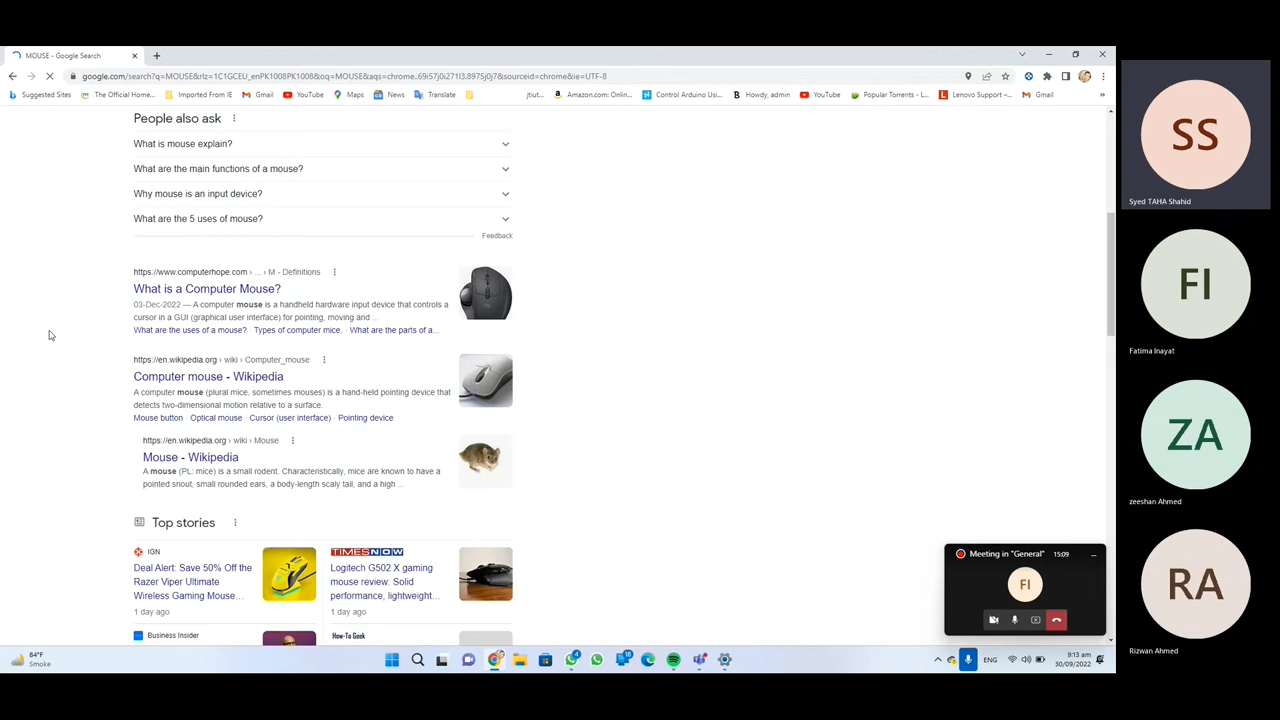 MOUSE - Google Search
google.com/search?q=MOUSE&rlz=1C1GCEU_enPK1008PK1008&oq=MOUSE&aqs=chrome..69i57j0i271l3.8975j0j7&sourceid=chrome&ie=UTF-8
Suggested Sites
The Official Home...
Imported From IE
Gmail
YouTube
Maps
News
Translate
jtiut...
Amazon.com: Onlin...
Control Arduino Usi...
Howdy, admin
YouTube
Popular Torrents - L...
Lenovo Support –...
Gmail
People also ask
What is mouse explain?
What are the main functions of a mouse?
Why mouse is an input device?
What are the 5 uses of mouse?
Feedback
https://www.computerhope.com › ... › M - Definitions
What is a Computer Mouse?
03-Dec-2022 — A computer mouse is a handheld hardware input device that controls a
cursor in a GUI (graphical user interface) for pointing, moving and ...
What are the uses of a mouse? · Types of computer mice. · What are the parts of a...
https://en.wikipedia.org › wiki › Computer_mouse
Computer mouse - Wikipedia
A computer mouse (plural mice, sometimes mouses) is a hand-held pointing device that
detects two-dimensional motion relative to a surface.
Mouse button · Optical mouse · Cursor (user interface) · Pointing device
https://en.wikipedia.org › wiki › Mouse
Mouse - Wikipedia
A mouse (PL: mice) is a small rodent. Characteristically, mice are known to have a
pointed snout, small rounded ears, a body-length scaly tail, and a high ...
Top stories
IGN
Deal Alert: Save 50% Off the
Razer Viper Ultimate
Wireless Gaming Mouse...
1 day ago
TIMES NOW
Logitech G502 X gaming
mouse review: Solid
performance, lightweight...
1 day ago
Business Insider
How-To Geek
Meeting in "General"
15:09
FI
84°F
Smoke
ENG
9:13 am
30/09/2022
SS
Syed TAHA Shahid
FI
Fatima Inayat
ZA
zeeshan Ahmed
RA
Rizwan Ahmed